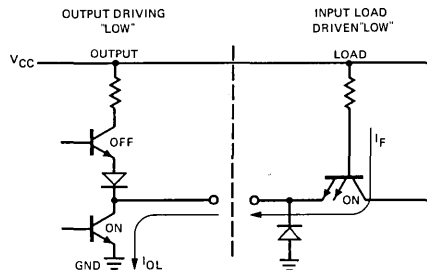 OUTPUT DRIVING
"LOW"
INPUT LOAD
DRIVEN "LOW"
OUTPUT
LOAD
VCC
OFF
IF
ON
ON
GND
IOL